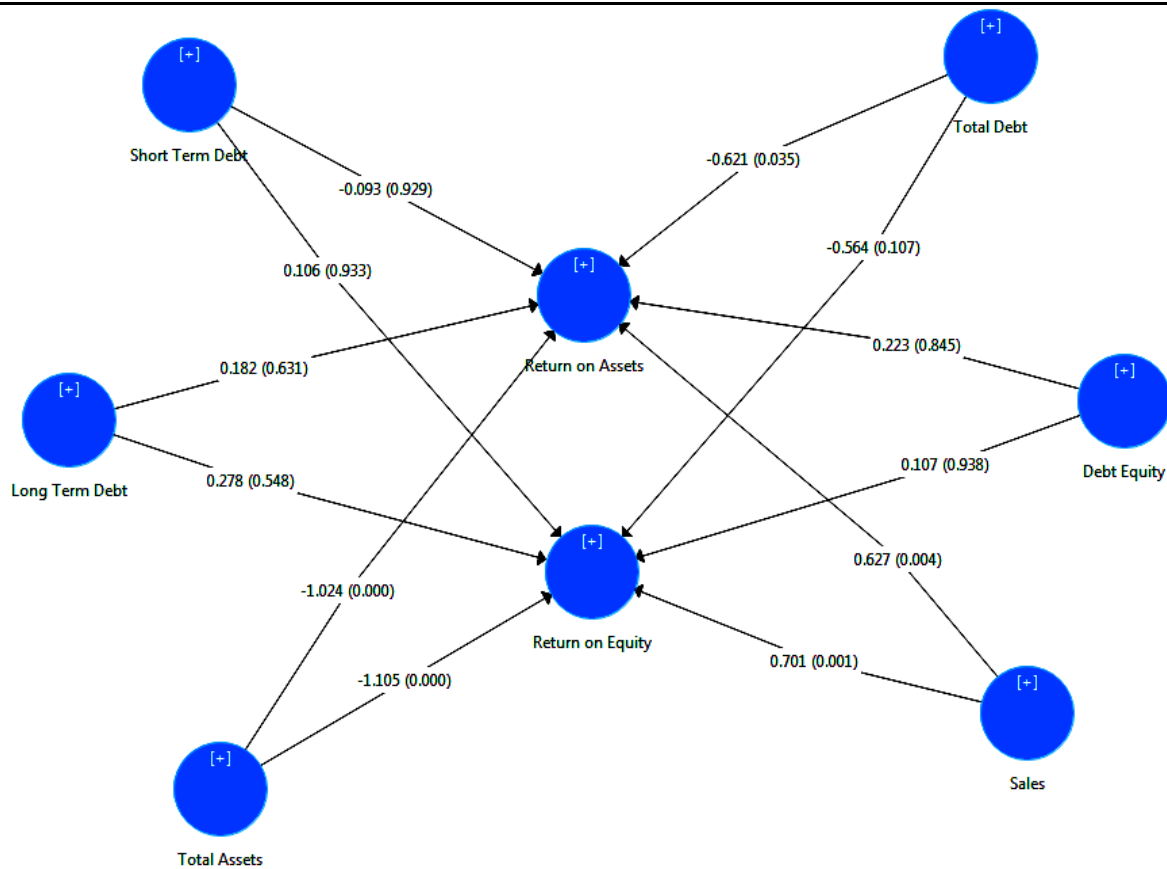 [+]
Short Term Debt
[+]
Total Debt
-0.093 (0.929)
-0.621 (0.035)
0.106 (0.933)
-0.564 (0.107)
[+]
Return on Assets
0.182 (0.631)
0.223 (0.845)
[+]
Long Term Debt
[+]
Debt Equity
0.278 (0.548)
0.107 (0.938)
[+]
Return on Equity
-1.024 (0.000)
0.627 (0.004)
-1.105 (0.000)
0.701 (0.001)
[+]
Sales
[+]
Total Assets